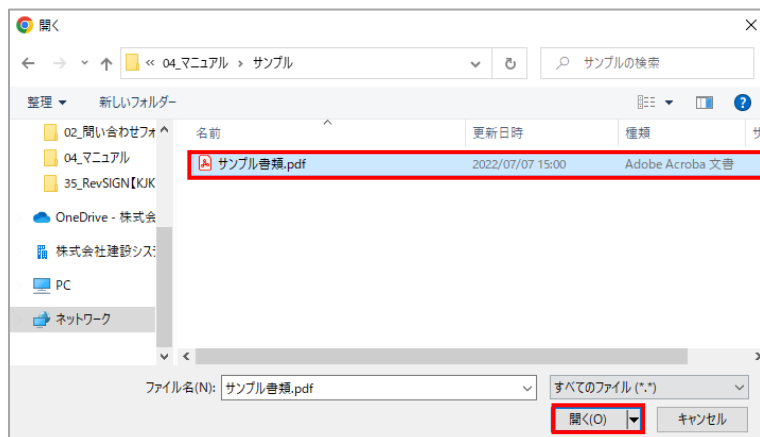 開く
« 04_マニュアル › サンプル
サンプルの検索
整理
新しいフォルダー
02_問い合わせフォ
名前
更新日時
種類
サ
サンプル書類.pdf
2022/07/07 15:00
Adobe Acroba 文書
04_マニュアル
35_RevSIGN【KJK
OneDrive - 株式会
株式会社建設シス
PC
ネットワーク
ファイル名(N):
サンプル書類.pdf
すべてのファイル (*.*)
開く(O)
キャンセル